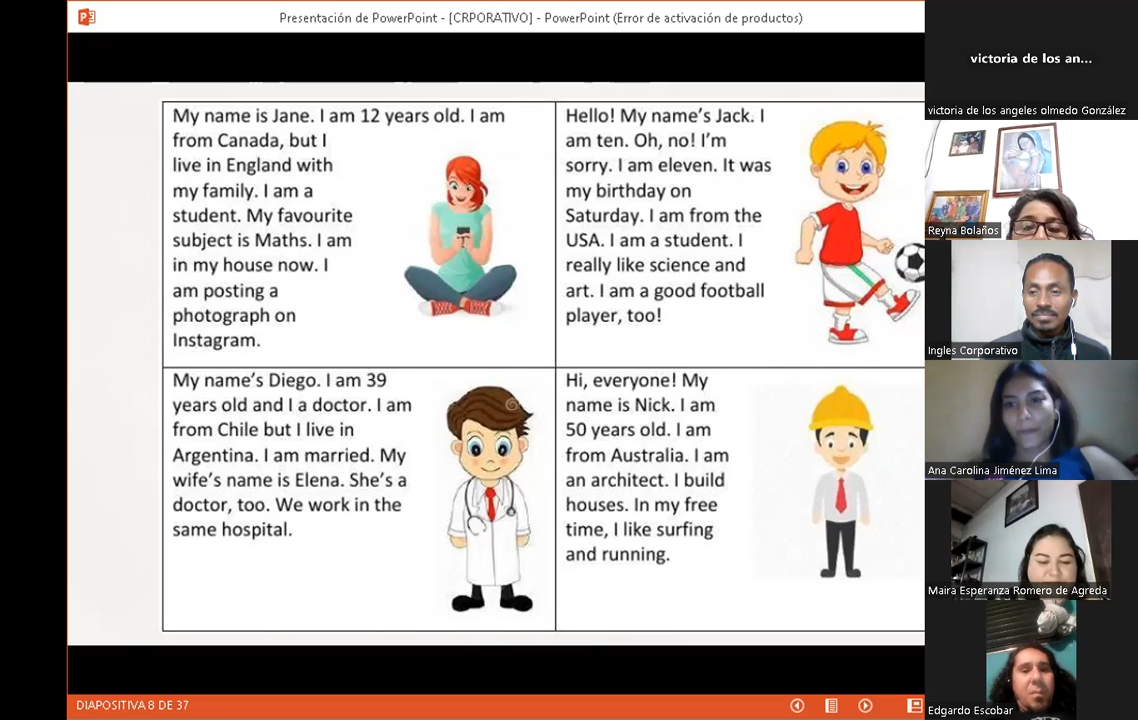 Presentación de PowerPoint - [CRPORATIVO] - PowerPoint (Error de activación de productos)
My name is Jane. I am 12 years old. I am
from Canada, but I
live in England with
my family. I am a
student. My favourite
subject is Maths. I am
in my house now. I
am posting a
photograph on
Instagram.
Hello! My name's Jack. I
am ten. Oh, no! I'm
sorry. I am eleven. It was
my birthday on
Saturday. I am from the
USA. I am a student. I
really like science and
art. I am a good football
player, too!
My name's Diego. I am 39
years old and I a doctor. I am
from Chile but I live in
Argentina. I am married. My
wife's name is Elena. She's a
doctor, too. We work in the
same hospital.
Hi, everyone! My
name is Nick. I am
50 years old. I am
from Australia. I am
an architect. I build
houses. In my free
time, I like surfing
and running.
DIAPOSITIVA 8 DE 37
victoria de los an...
victoria de los angeles olmedo González
Reyna Bolaños
Ingles Corporativo
Ana Carolina Jiménez Lima
Maira Esperanza Romero de Agreda
Edgardo Escobar